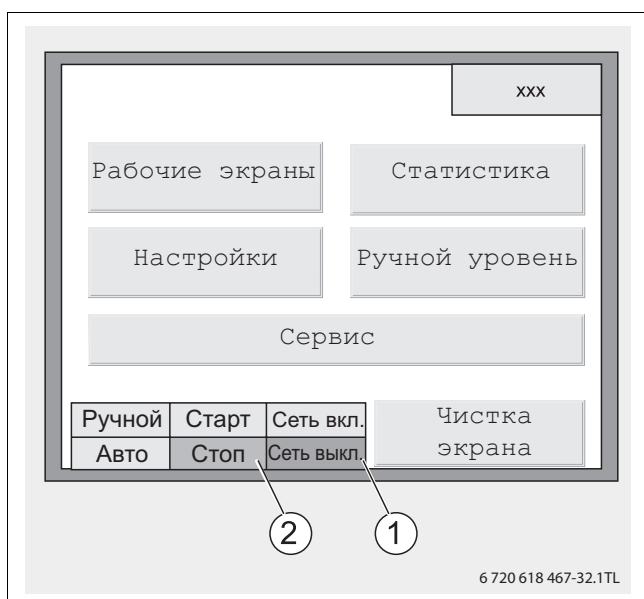 xxx
Рабочие экраны
Статистика
Настройки
Ручной уровень
Сервис
Ручной Старт Сеть вкл.
Авто Стоп Сеть выкл.
Чистка
экрана
2
1
6 720 618 467-32.1TL